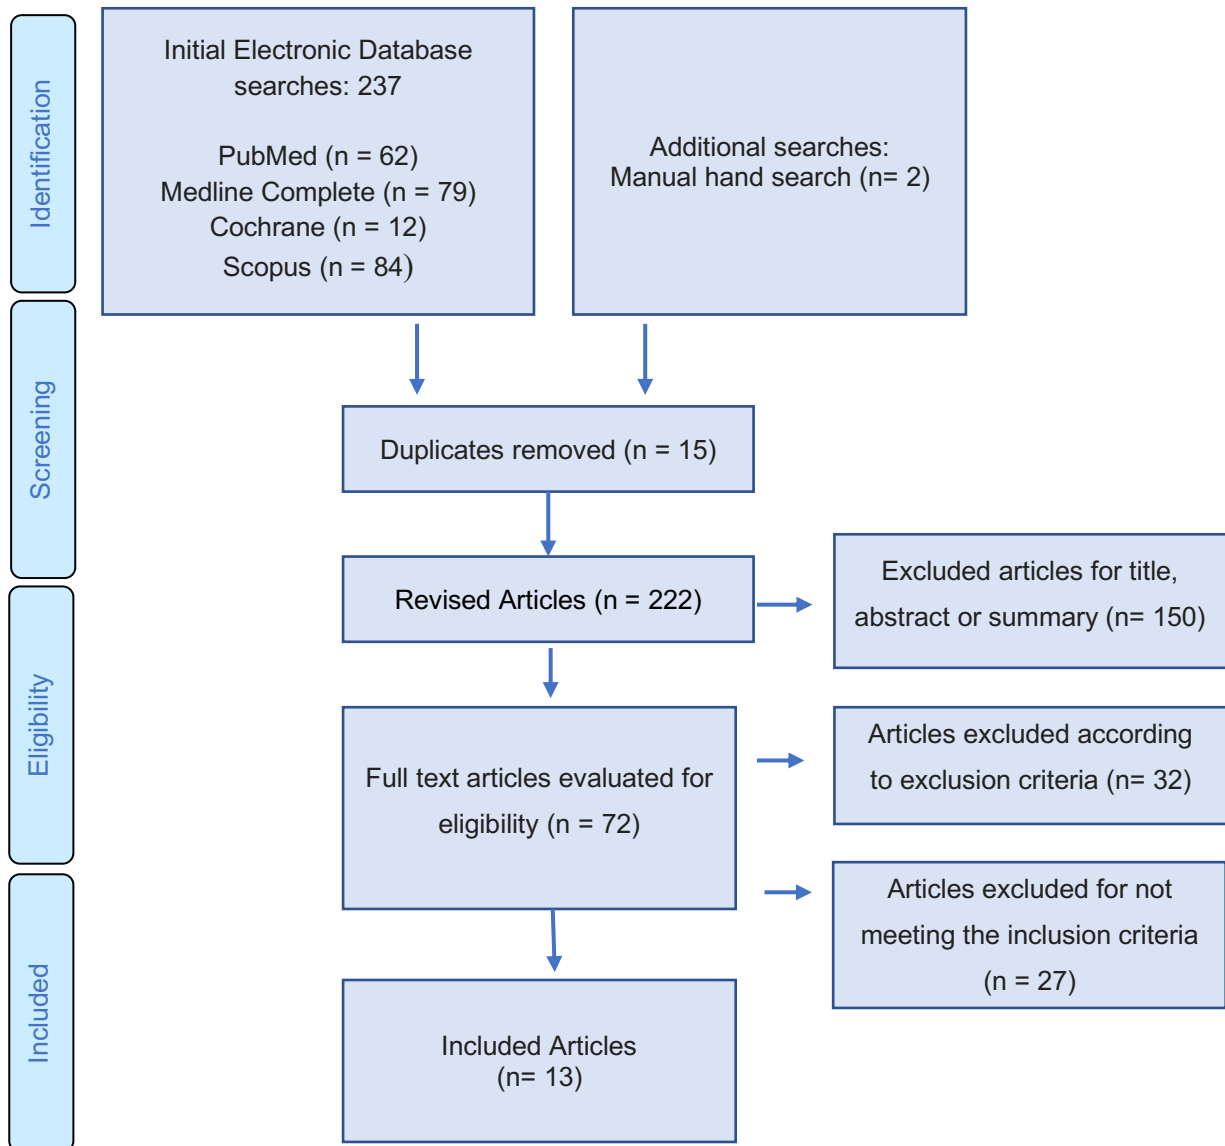 Identification
Initial Electronic Database
searches: 237
PubMed (n = 62)
Medline Complete (n = 79)
Cochrane (n = 12)
Scopus (n = 84)
Additional searches:
Manual hand search (n= 2)
Screening
Duplicates removed (n = 15)
Revised Articles (n = 222)
Excluded articles for title,
abstract or summary (n= 150)
Eligibility
Full text articles evaluated for
eligibility (n = 72)
Articles excluded according
to exclusion criteria (n= 32)
Articles excluded for not
meeting the inclusion criteria
(n = 27)
Included
Included Articles
(n= 13)